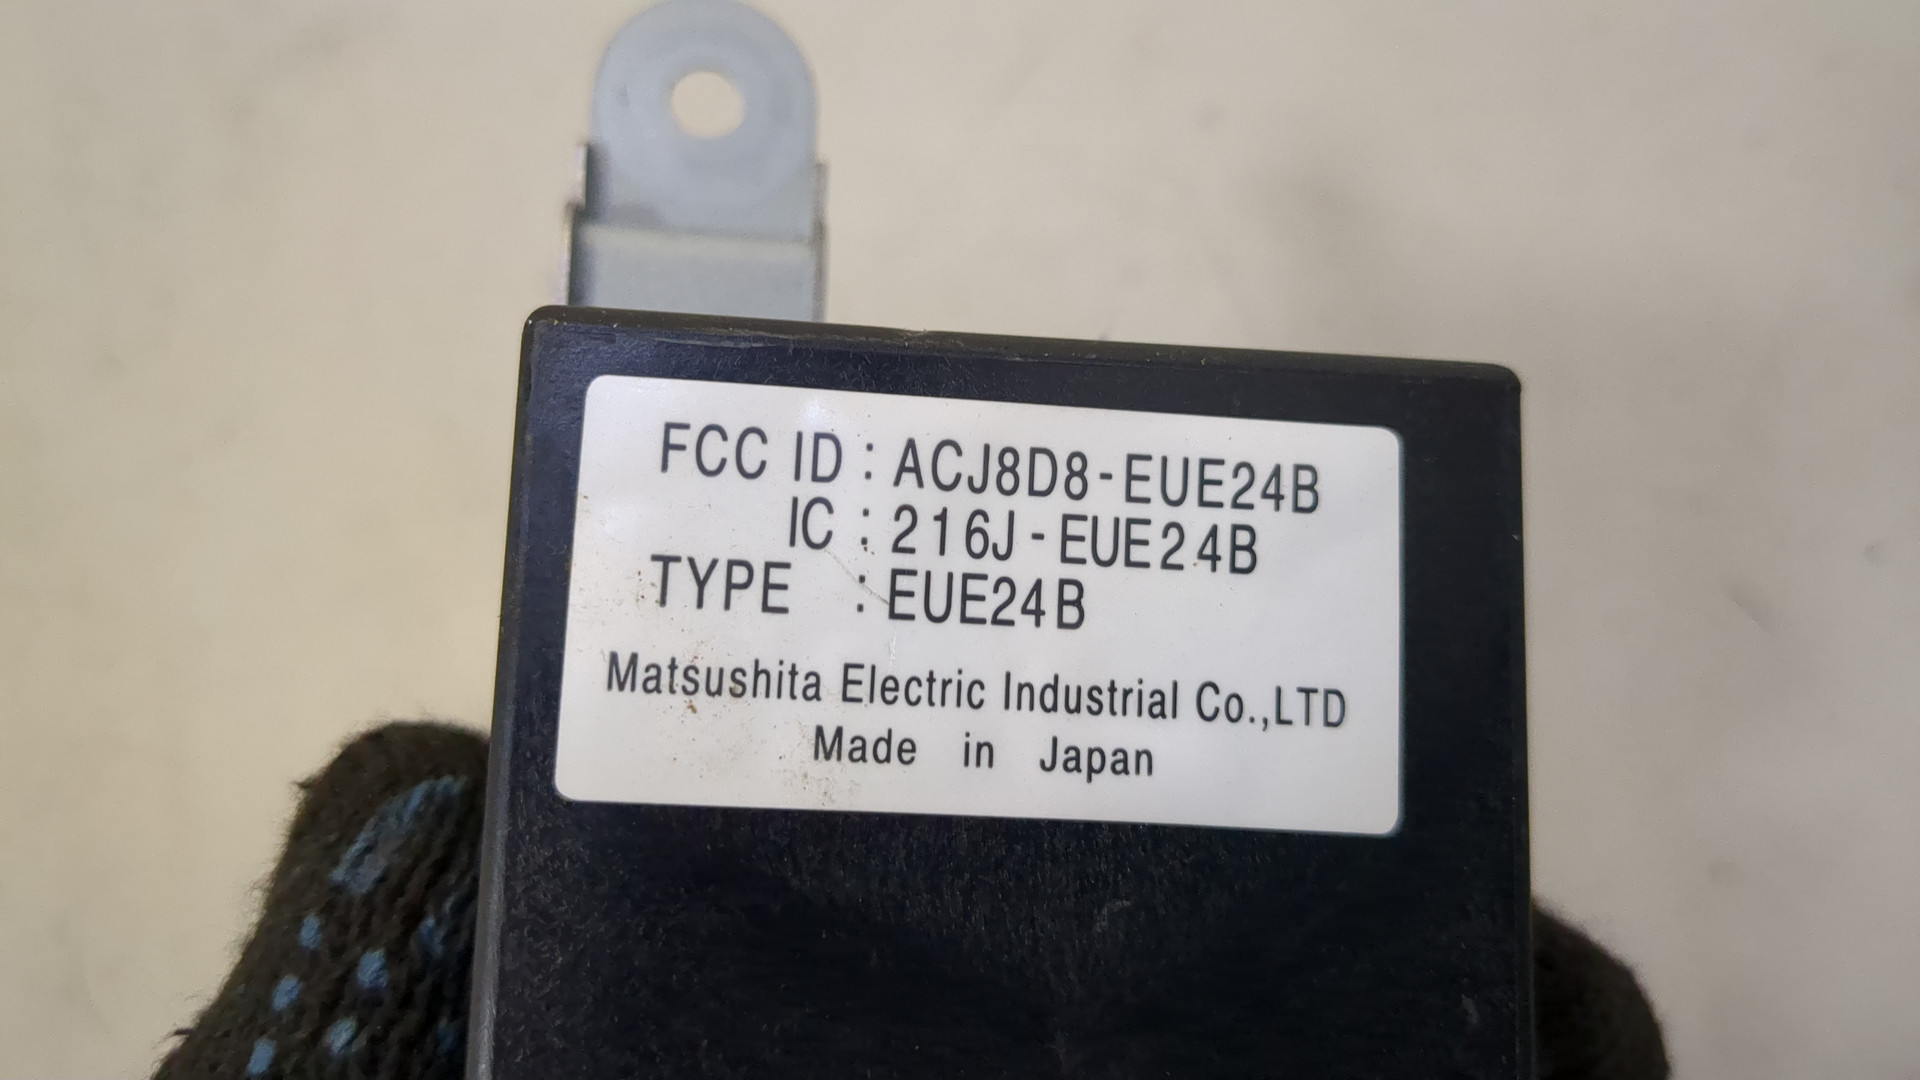 FCC ID : ACJ8D8-EUE24B
IC : 216J-EUE24B
TYPE : EUE24B
Matsushita Electric Industrial Co.,LTD
Made in Japan